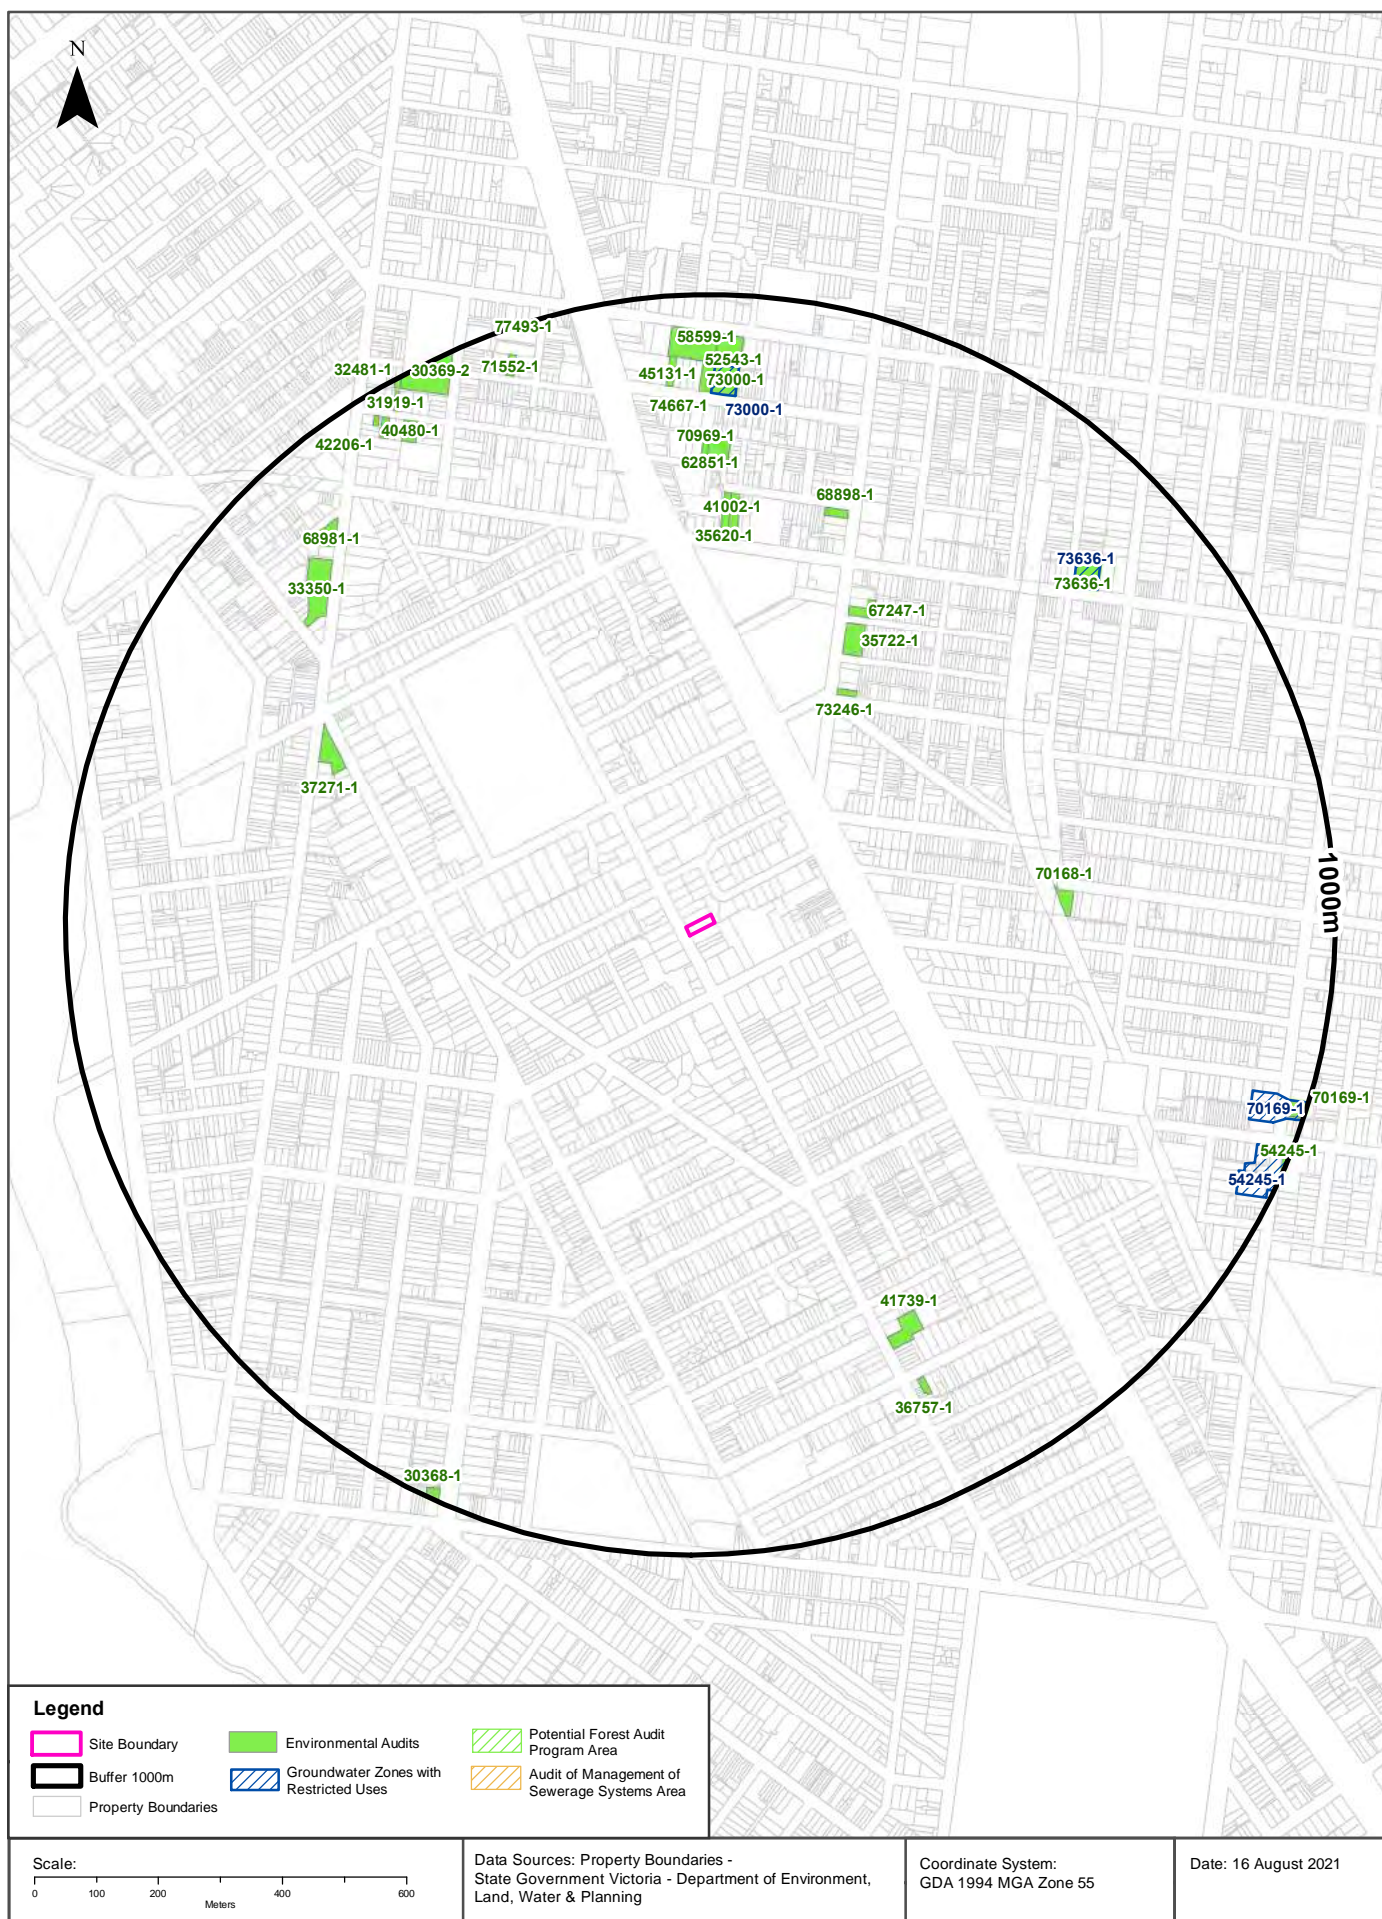 N
77493-1
58599-1
32481-1
30369-2
71552-1
52543-1
45131-1
73000-1
31919-1
74667-1
73000-1
40480-1
42206-1
70969-1
62851-1
68898-1
41002-1
68981-1
35620-1
73636-1
73636-1
33350-1
67247-1
35722-1
73246-1
37271-1
1000m
70168-1
70169-1
70169-1
54245-1
54245-1
41739-1
36757-1
30368-1
Legend
Site Boundary
Environmental Audits
Potential Forest Audit
Program Area
Buffer 1000m
Groundwater Zones with
Restricted Uses
Audit of Management of
Sewerage Systems Area
Property Boundaries
Scale:
0 100 200 400 600
Meters
Data Sources: Property Boundaries -
State Government Victoria - Department of Environment,
Land, Water & Planning
Coordinate System:
GDA 1994 MGA Zone 55
Date: 16 August 2021